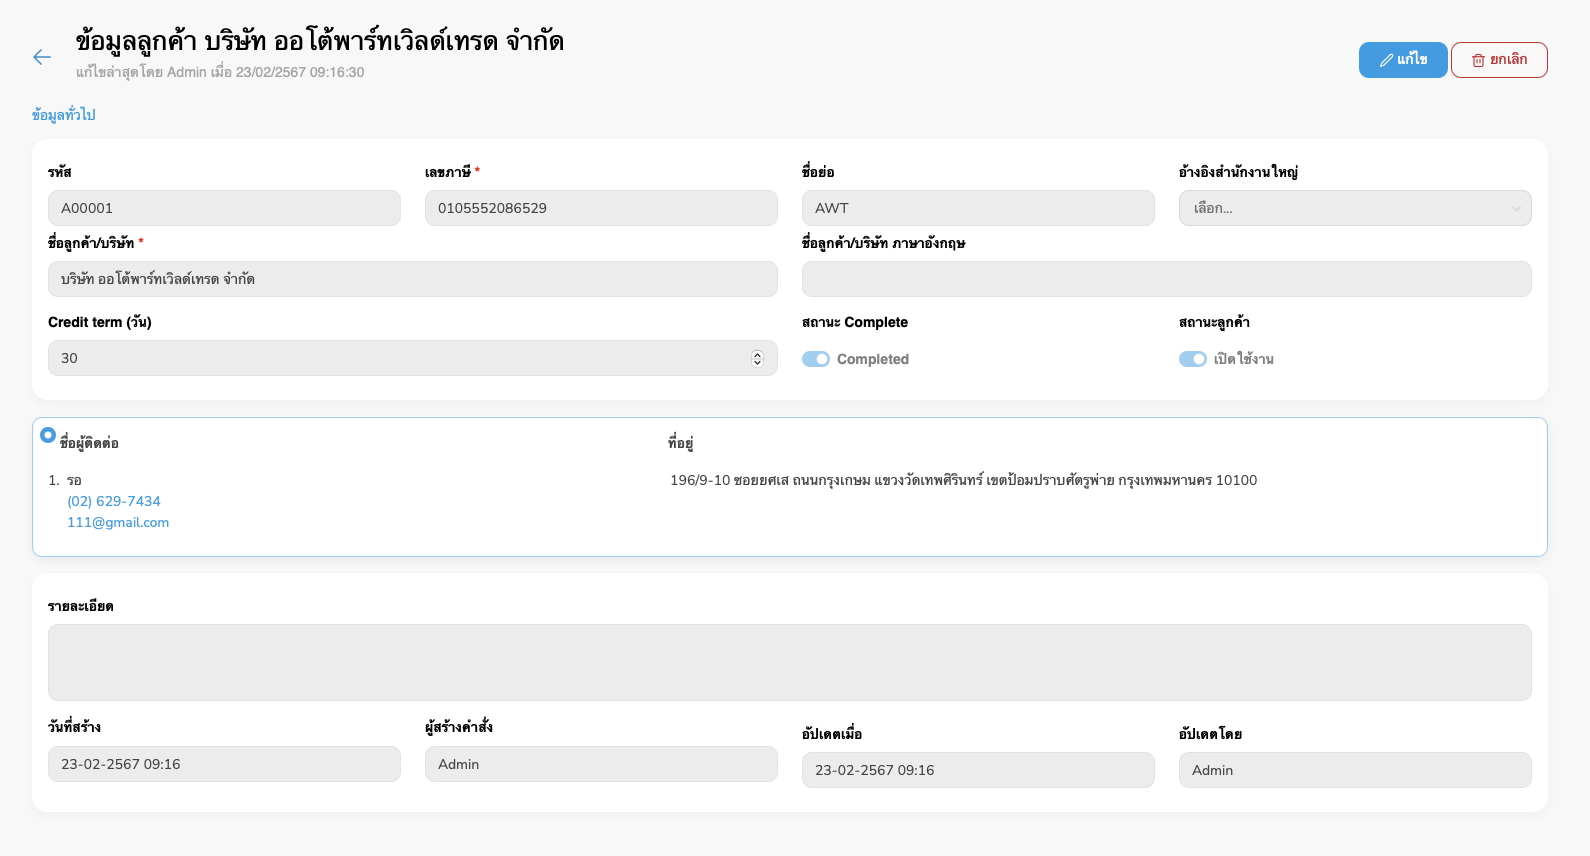 ข้อมูลลูกค้า บริษัท ออโต้พาร์ทเวิลด์เทรด จำกัด
แก้ไขล่าสุดโดย Admin เมื่อ 23/02/2567 09:16:30
แก้ไข
ยกเลิก
ข้อมูลทั่วไป
รหัส
เลขภาษี *
ชื่อย่อ
อ้างอิงสำนักงานใหญ่
A00001
0105552086529
AWT
เลือก...
ชื่อลูกค้า/บริษัท *
ชื่อลูกค้า/บริษัท ภาษาอังกฤษ
บริษัท ออโต้พาร์ทเวิลด์เทรด จำกัด
Credit term (วัน)
สถานะ Complete
สถานะลูกค้า
30
Completed
เปิดใช้งาน
ชื่อผู้ติดต่อ
ที่อยู่
1. รอ
196/9-10 ซอยยศเส ถนนกรุงเกษม แขวงวัดเทพศิรินทร์ เขตป้อมปราบศัตรูพ่าย กรุงเทพมหานคร 10100
(02) 629-7434
111@gmail.com
รายละเอียด
วันที่สร้าง
ผู้สร้างคำสั่ง
อัปเดตเมื่อ
อัปเดตโดย
23-02-2567 09:16
Admin
23-02-2567 09:16
Admin